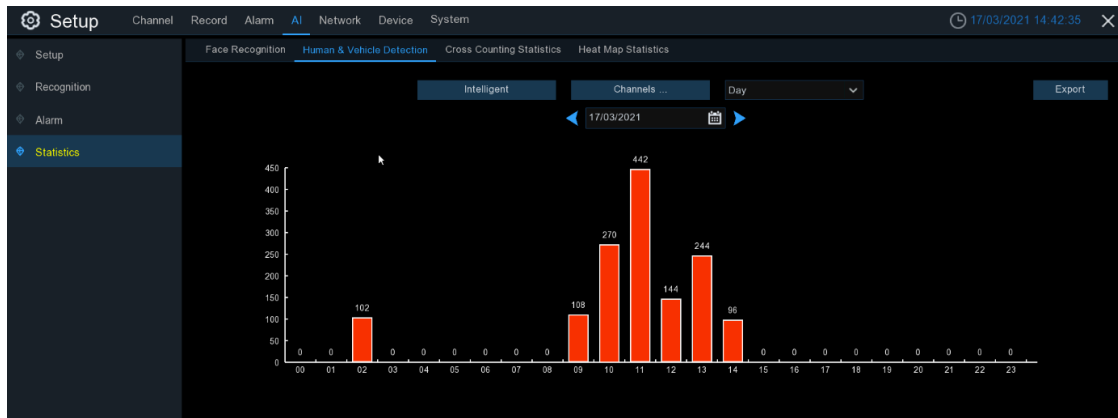 Setup Channel Record Alarm AI Network Device System 17/03/2021 14:42:35
Face Recognition Human & Vehicle Detection Cross Counting Statistics Heat Map Statistics
Setup
Recognition
Alarm
Statistics
Intelligent Channels ... Day Export
17/03/2021
450
400
350
300
250
200
150
100
50
0
0 0 102 0 0 0 0 0 0 108 270 442 144 244 96 0 0 0 0 0 0 0 0 0
00 01 02 03 04 05 06 07 08 09 10 11 12 13 14 15 16 17 18 19 20 21 22 23